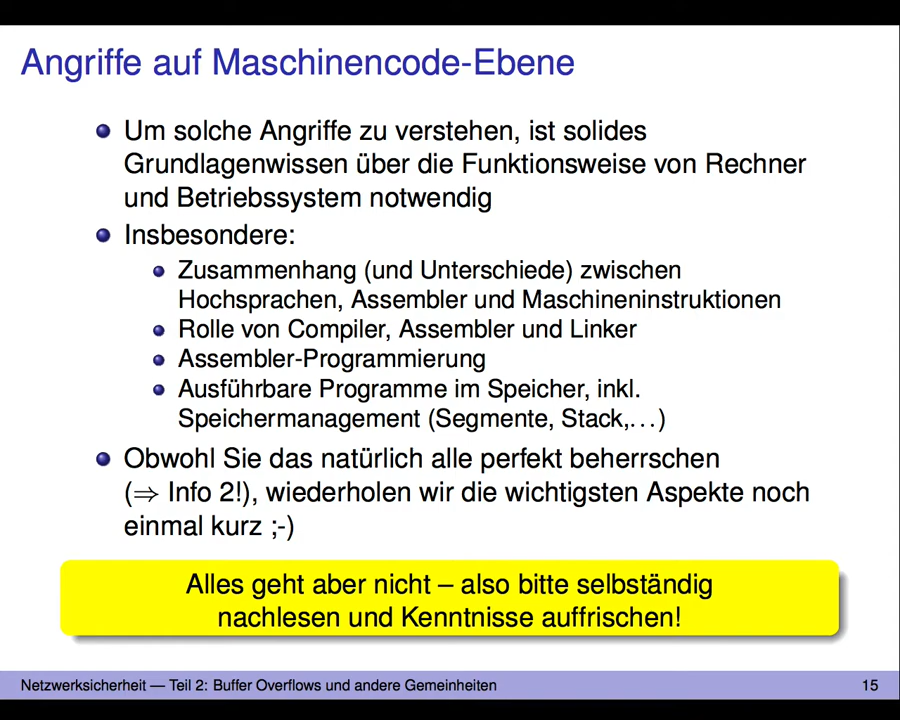 Angriffe auf Maschinencode-Ebene
Um solche Angriffe zu verstehen, ist solides
Grundlagenwissen über die Funktionsweise von Rechner
und Betriebssystem notwendig
Insbesondere:
Zusammenhang (und Unterschiede) zwischen
Hochsprachen, Assembler und Maschineninstruktionen
Rolle von Compiler, Assembler und Linker
Assembler-Programmierung
Ausführbare Programme im Speicher, inkl.
Speichermanagement (Segmente, Stack,...)
Obwohl Sie das natürlich alle perfekt beherrschen
(⇒ Info 2!), wiederholen wir die wichtigsten Aspekte noch
einmal kurz ;-)
Alles geht aber nicht – also bitte selbständig
nachlesen und Kenntnisse auffrischen!
Netzwerksicherheit — Teil 2: Buffer Overflows und andere Gemeinheiten
15